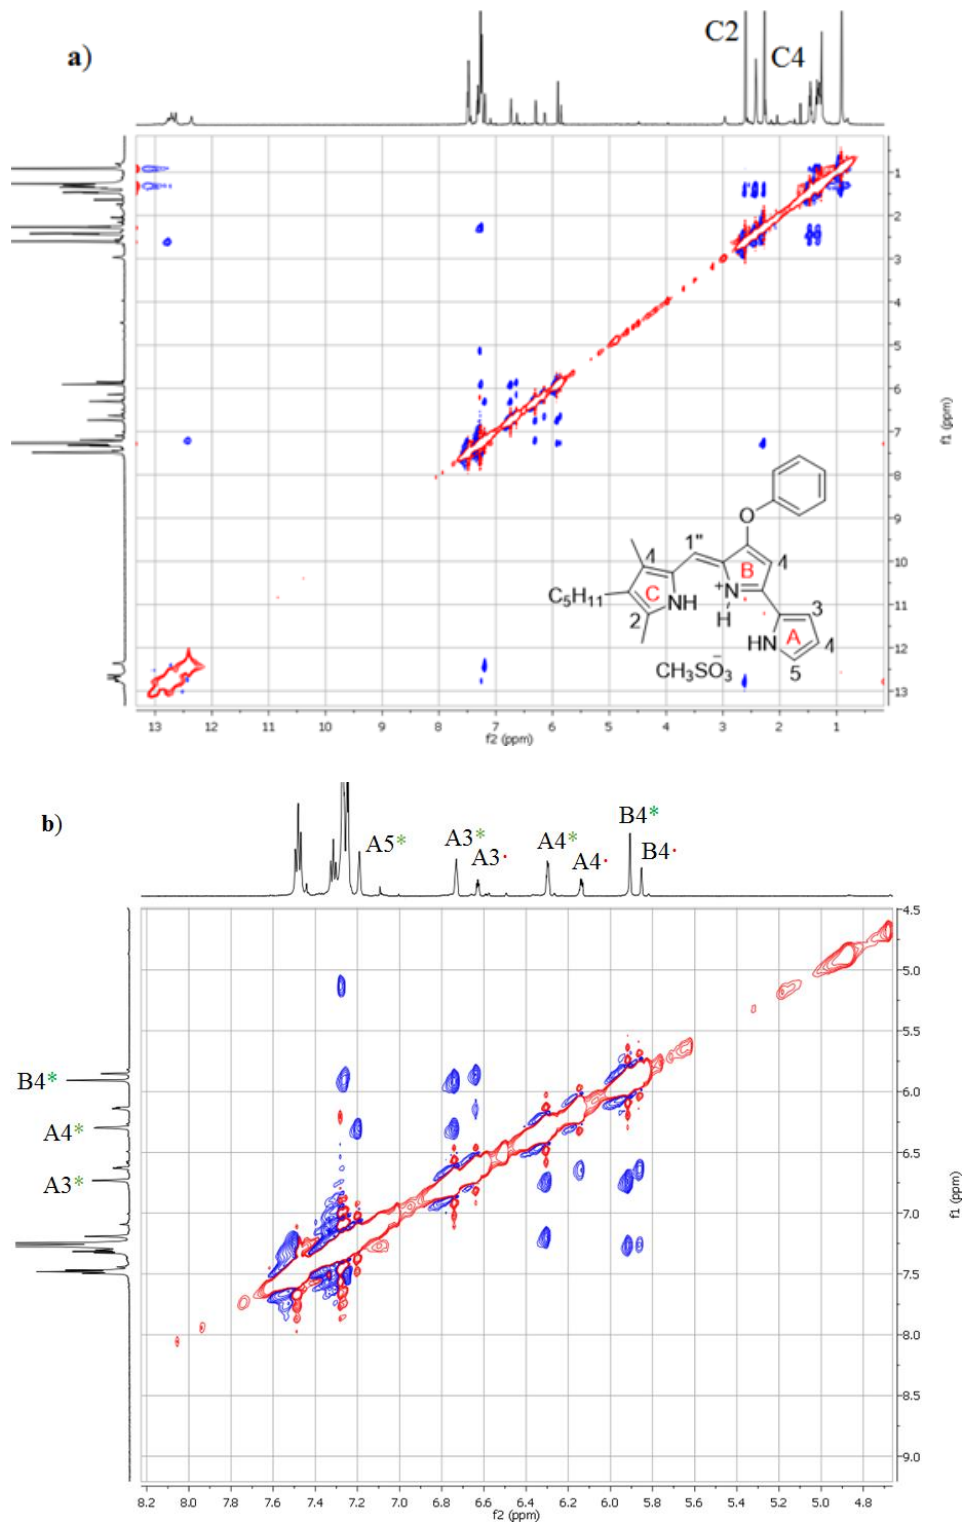 a)
C2
C4
1
2
3
4
5
6
7
8
9
10
11
12
13
f1 (ppm)
O
1"
4
B
4
C5H11
C
NH
N
+
H
2
3
A
4
HN
5
CH3SO3
−
13 12 11 10 9 8 7 6 5 4 3 2 1
f2 (ppm)
b)
B4*
A5*
A3*
A3·
A4*
A4·
B4·
B4*
A4*
A3*
4.5
5.0
5.5
6.0
6.5
7.0
7.5
8.0
8.5
9.0
f1 (ppm)
8.2 8.0 7.8 7.6 7.4 7.2 7.0 6.8 6.6 6.4 6.2 6.0 5.8 5.6 5.4 5.2 5.0 4.8
f2 (ppm)